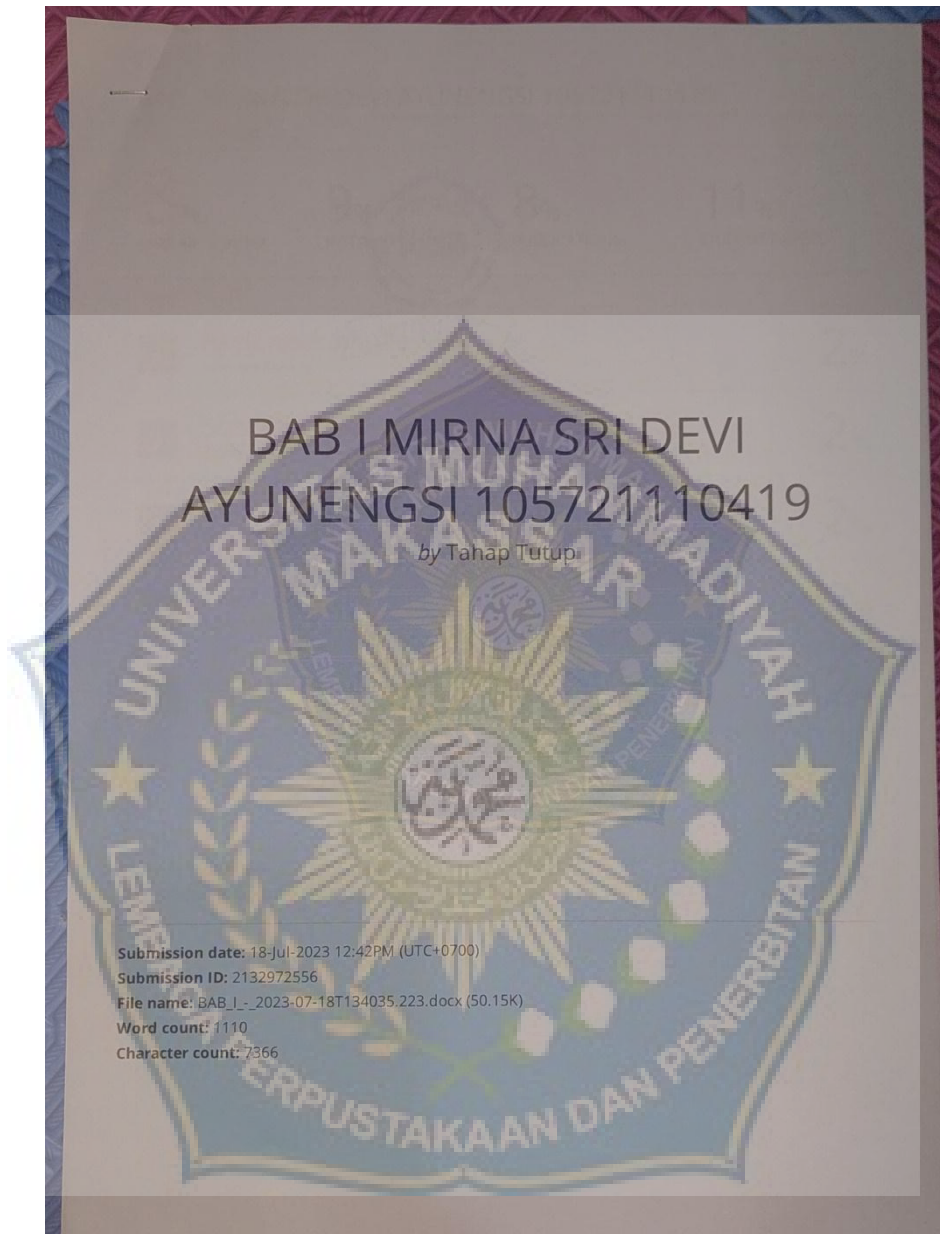 BAB I MIRNA SRI DEVI
AYUNENGSI 105721110419
by Tahap Tutup
UNIVERSITAS MUHAMMADIYAH
MAKASSAR
محمد
LEMBAGA PERPUSTAKAAN DAN PENERBITAN
Submission date: 18-Jul-2023 12:42PM (UTC+0700)
Submission ID: 2132972556
File name: BAB_I_-_2023-07-18T134035.223.docx (50.15K)
Word count: 1110
Character count: 7366